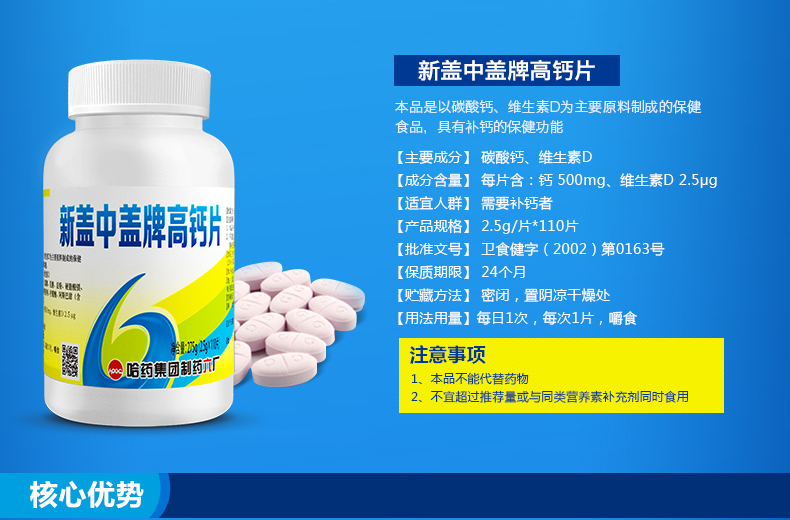 新盖中盖牌高钙片
本品是以碳酸钙、维生素D为主要原料制成的保健
食品，具有补钙的保健功能
【主要成分】 碳酸钙、维生素D
【成分含量】 每片含：钙 500mg、维生素D 2.5μg
【适宜人群】 需要补钙者
【产品规格】 2.5g/片*110片
【批准文号】 卫食健字（2002）第0163号
【保质期限】 24个月
【贮藏方法】 密闭，置阴凉干燥处
【用法用量】每日1次，每次1片，嚼食
注意事项
1、本品不能代替药物
2、不宜超过推荐量或与同类营养素补充剂同时食用
新盖中盖牌高钙片
6
哈药集团制药六厂
核心优势